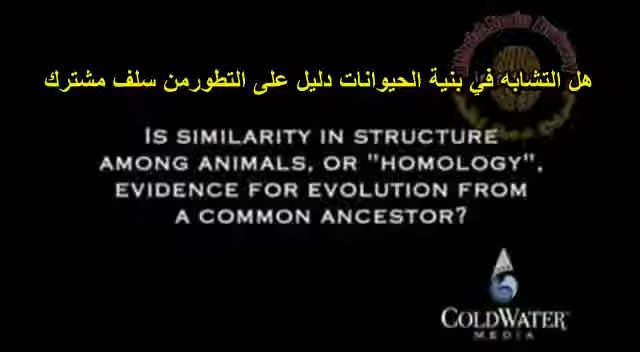 هل التشابه في بنية الحيوانات دليل على التطورمن سلف مشترك
IS SIMILARITY IN STRUCTURE
AMONG ANIMALS, OR "HOMOLOGY",
EVIDENCE FOR EVOLUTION FROM
A COMMON ANCESTOR?
COLDWATER
MEDIA